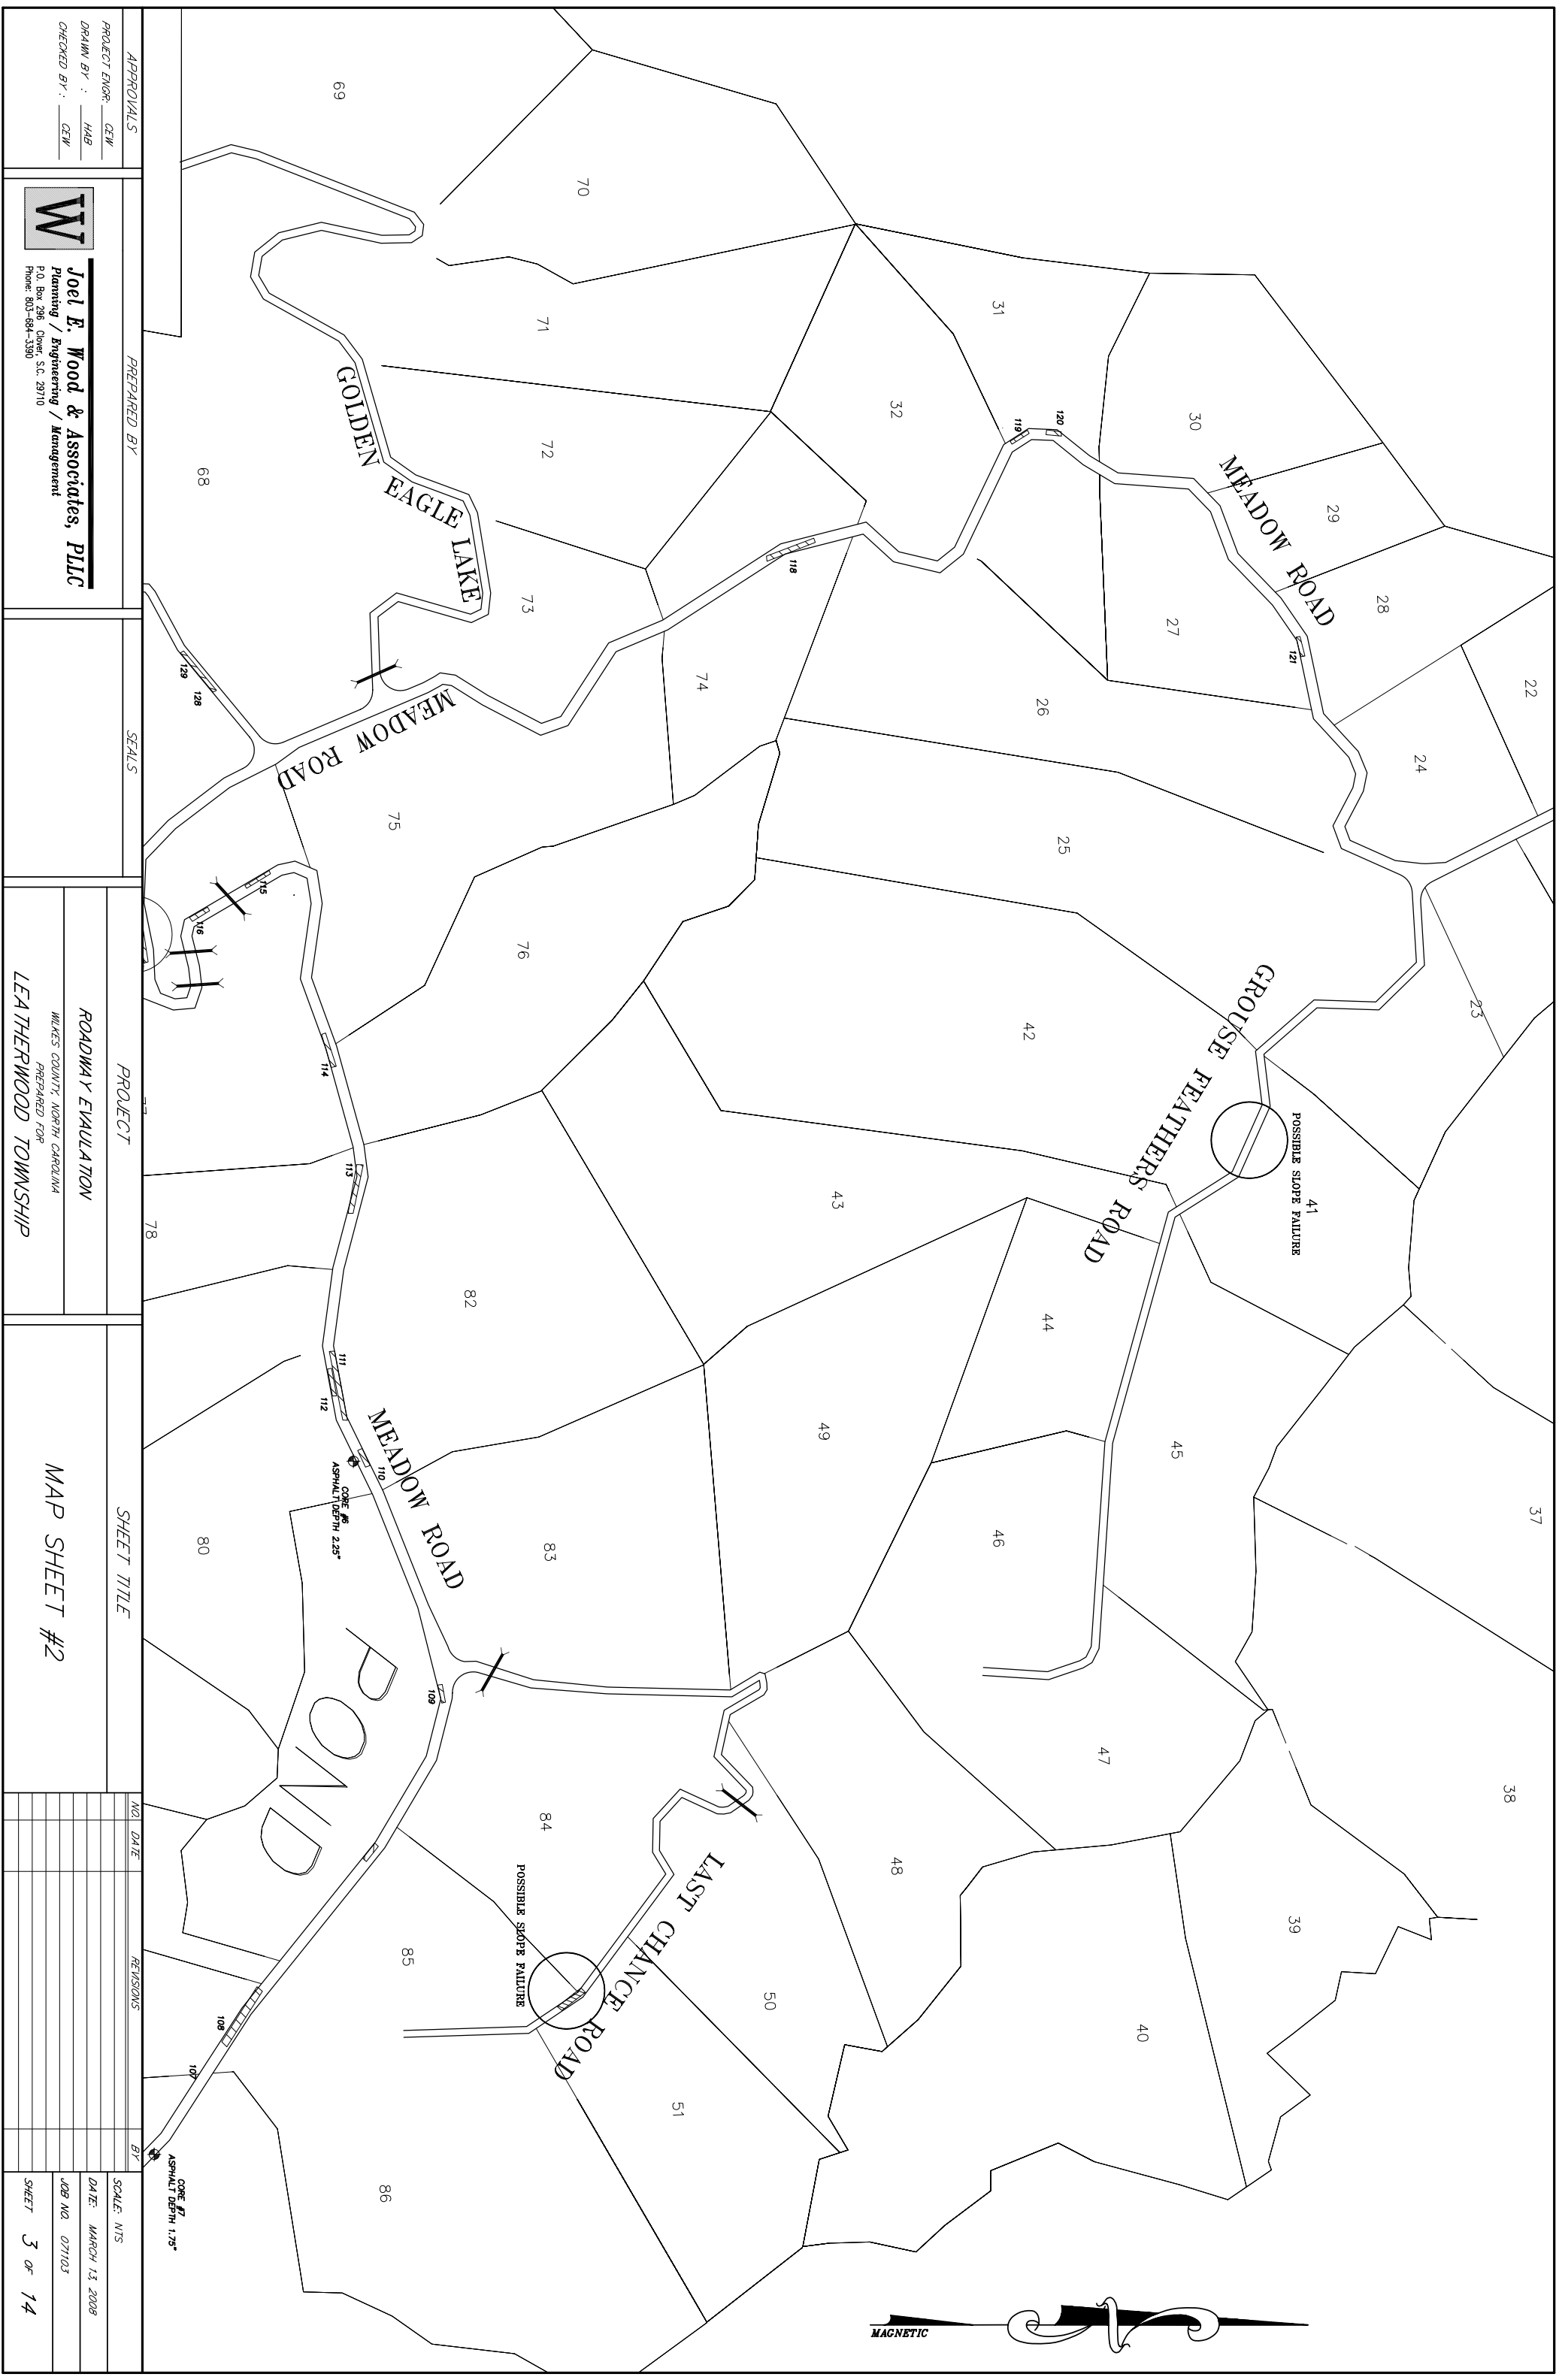 69
70
71
72
31
32
30
29
28
27
22
24
26
25
23
73
74
68
75
76
42
41
43
44
45
37
82
49
46
83
80
78
47
38
84
48
39
85
50
40
51
86
MEADOW ROAD
GOLDEN EAGLE LAKE
MEADOW ROAD
GROUSE FEATHERS ROAD
POSSIBLE SLOPE FAILURE
MEADOW ROAD
LAST CHANCE ROAD
POSSIBLE SLOPE FAILURE
POND
119
120
118
121
129
128
115
116
114
113
111
112
110
109
108
107
CORE #6
ASPHALT DEPTH 2.25"
CORE #7
ASPHALT DEPTH 1.75"
MAGNETIC
APPROVALS
PROJECT ENGR. CEW
DRAWN BY : HAB
CHECKED BY : CEW
PREPARED BY
W
Joel E. Wood & Associates, PLLC
Planning / Engineering / Management
P.O. Box 296 Clover, S.C. 29710
Phone: 803-684-3390
SEALS
PROJECT
ROADWAY EVAULATION
WILKES COUNTY, NORTH CAROLINA
PREPARED FOR
LEATHERWOOD TOWNSHIP
SHEET TITLE
MAP SHEET #2
NO. DATE REVISIONS BY
SCALE: NTS
DATE: MARCH 13, 2008
JOB NO. 071103
SHEET 3 OF 14